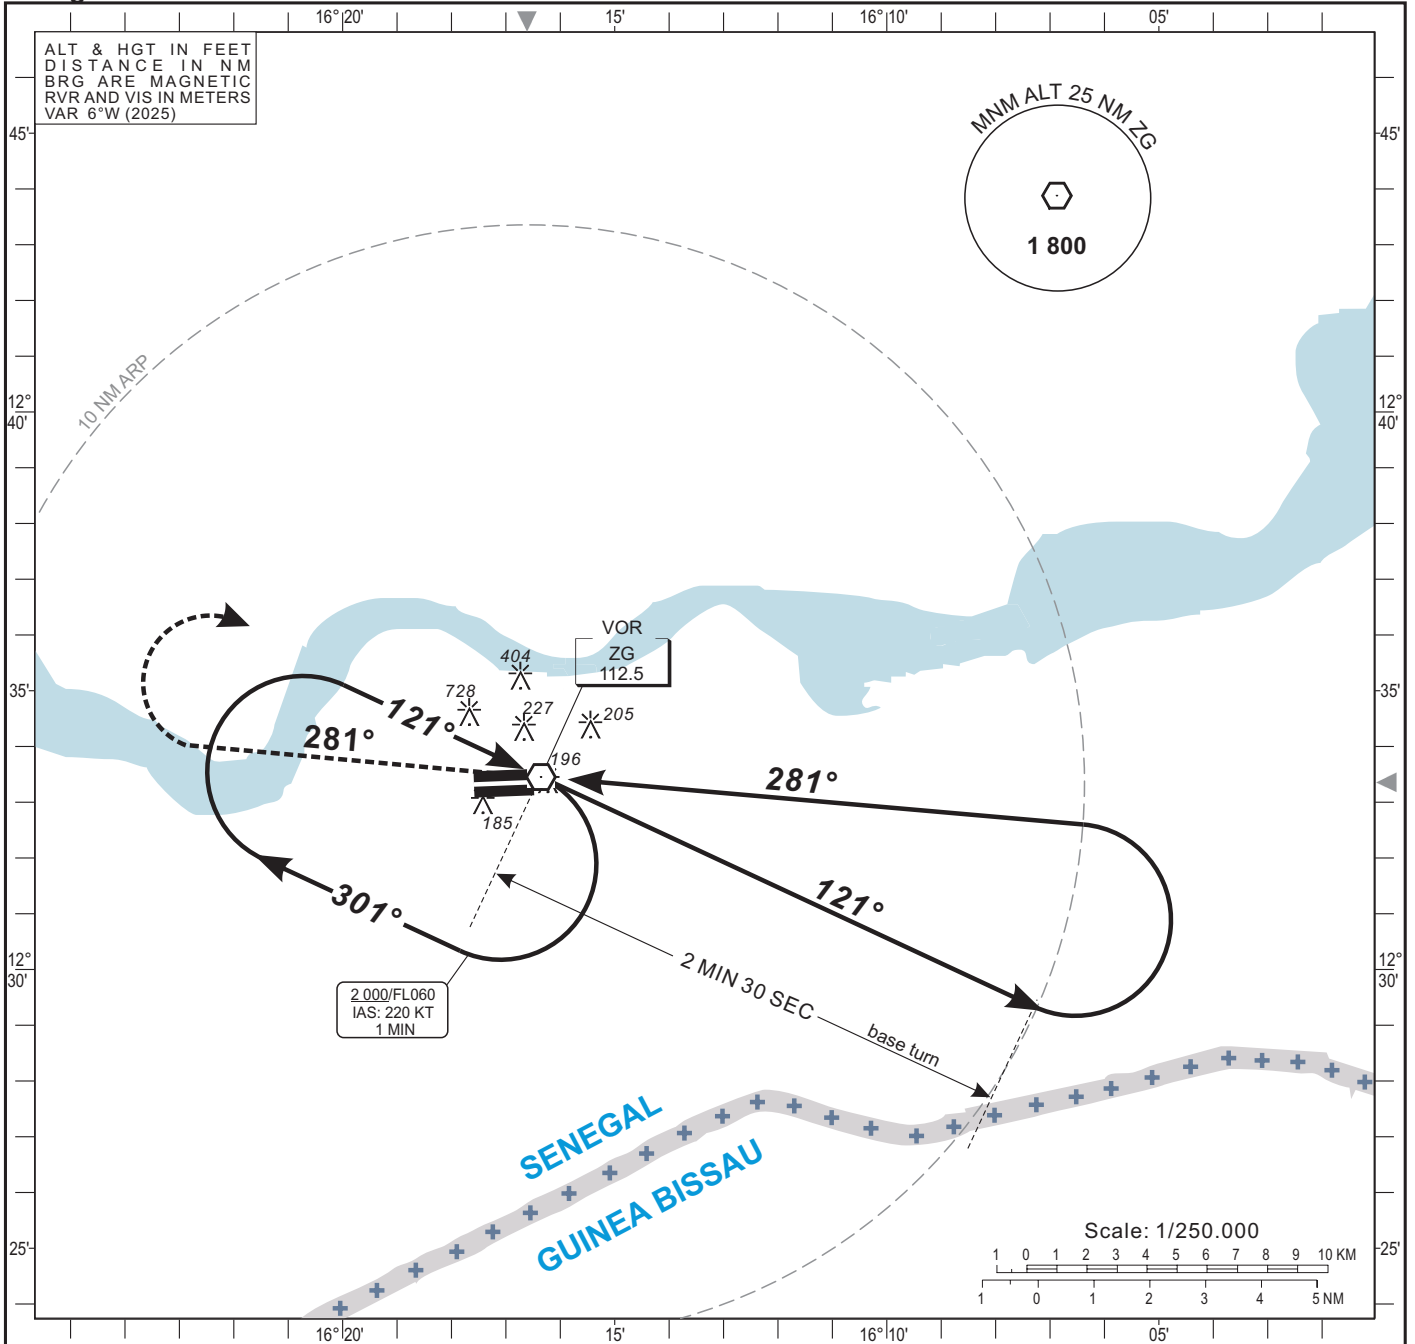 16°20'
15'
16°10'
05'
ALT & HGT IN FEET
DISTANCE IN NM
BRG ARE MAGNETIC
RVR AND VIS IN METERS
VAR 6°W (2025)
MNM ALT 25 NM ZG
1 800
45'
45'
10 NM ARP
12°
40'
12°
40'
VOR
ZG
112.5
404
728
227
205
35'
35'
121°
281°
196
281°
185
121°
301°
2 MIN 30 SEC
base turn
12°
30'
12°
30'
2 000/FL060
IAS: 220 KT
1 MIN
SENEGAL
GUINEA BISSAU
Scale: 1/250.000
1 0 1 2 3 4 5 6 7 8 9 10 KM
1 0 1 2 3 4 5 NM
25'
25'
16°20'
15'
16°10'
05'